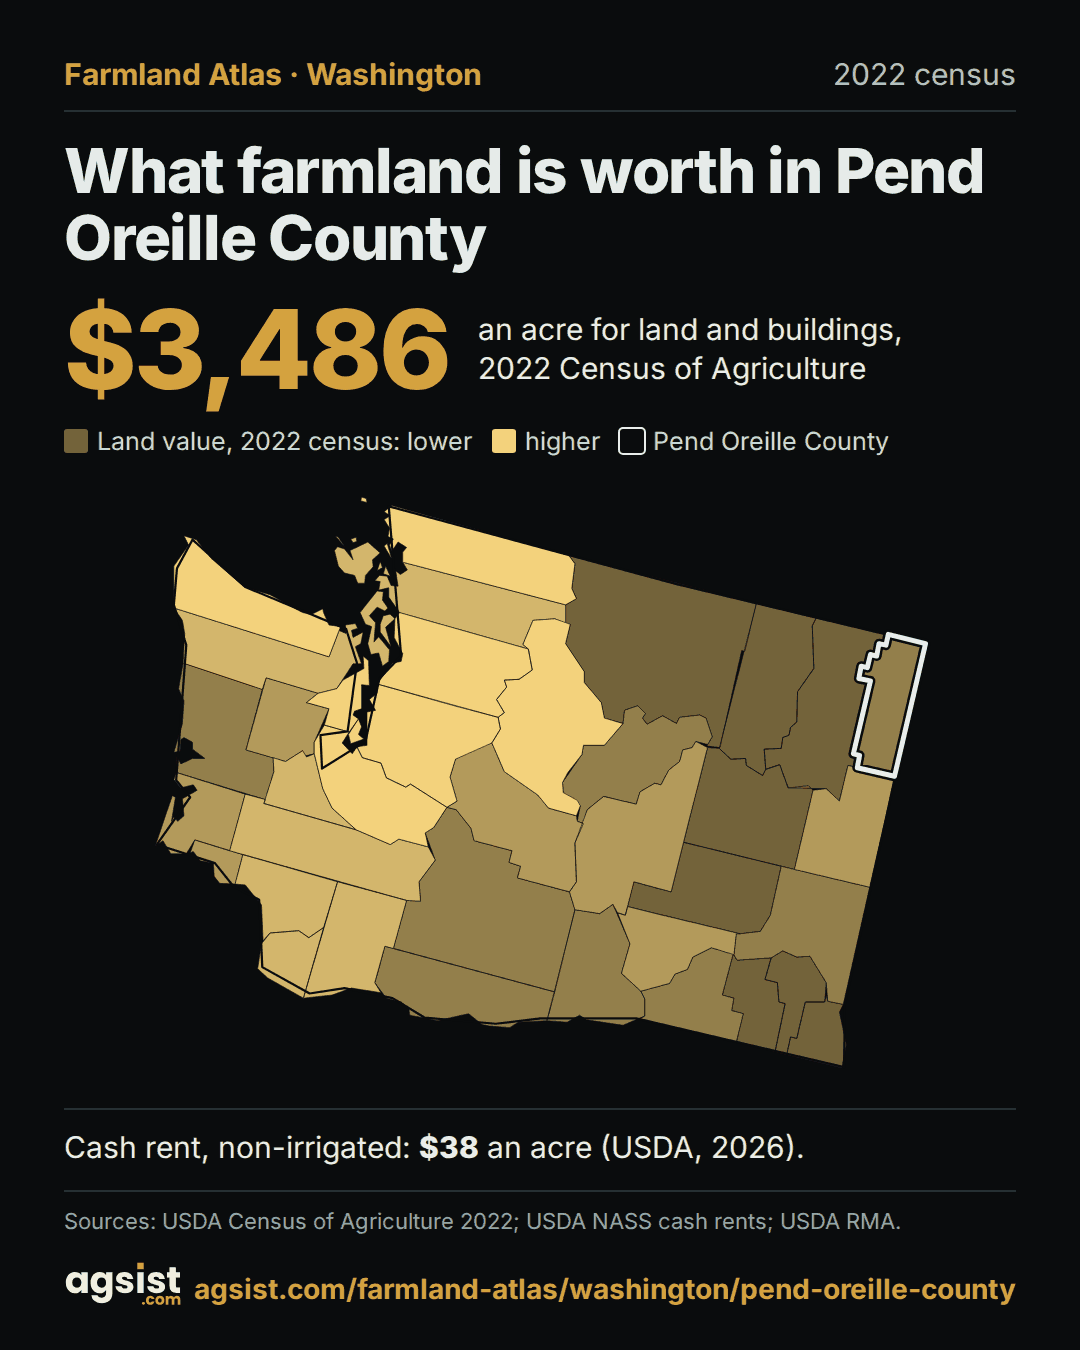 Farmland Atlas · Washington
2022 census
What farmland is worth in Pend
Oreille County
$3,486
an acre for land and buildings,
2022 Census of Agriculture
Land value, 2022 census: lower
higher
Pend Oreille County
Cash rent, non-irrigated: $38 an acre (USDA, 2026).
Sources: USDA Census of Agriculture 2022; USDA NASS cash rents; USDA RMA.
agsist
.com
agsist.com/farmland-atlas/washington/pend-oreille-county